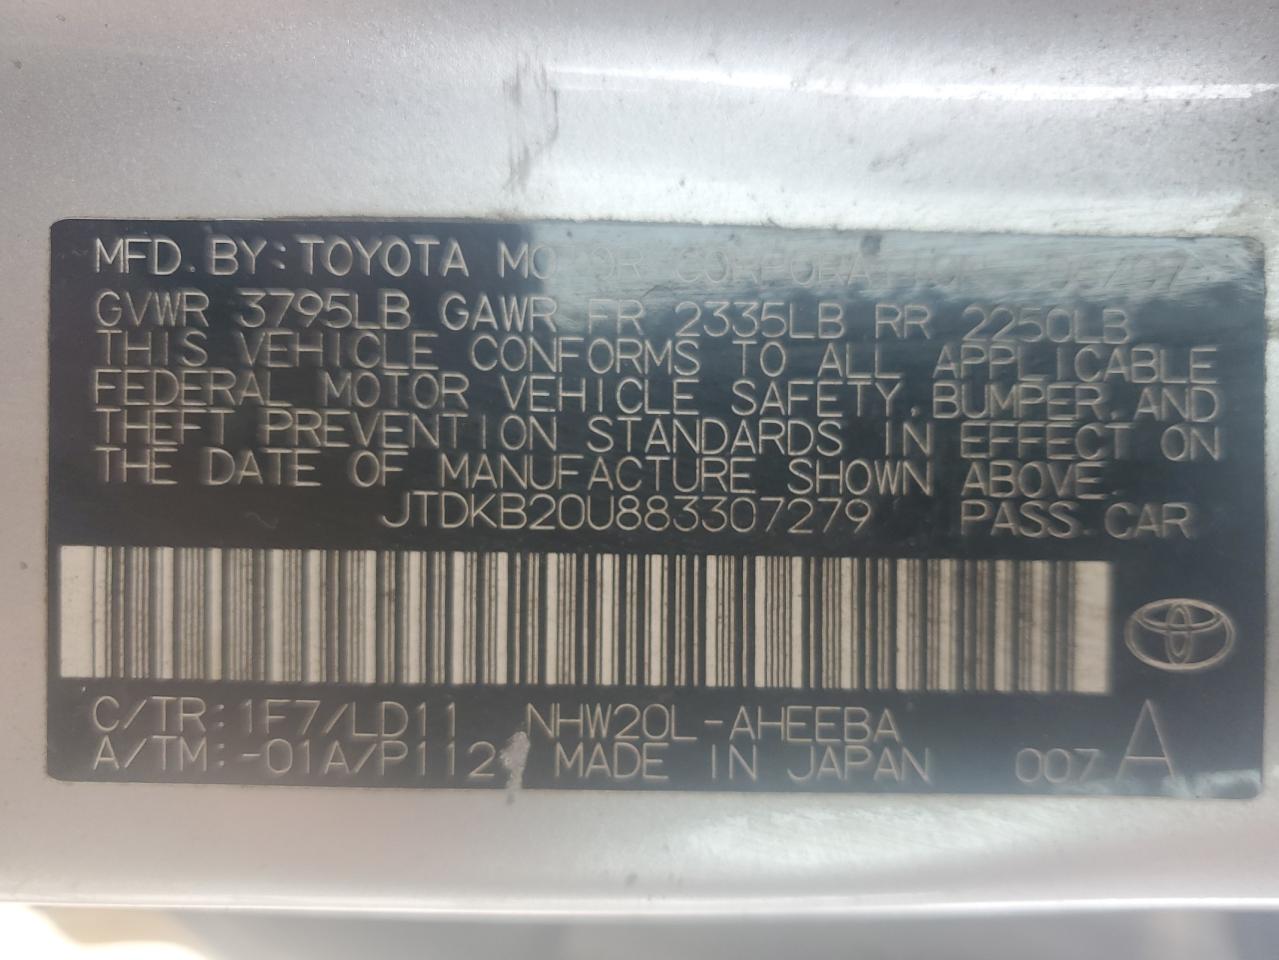 MFD. BY: TOYOTA MOTOR CORPORATION
GVWR 3795LB GAWR FR 2335LB RR 2250LB
THIS VEHICLE CONFORMS TO ALL APPLICABLE
FEDERAL MOTOR VEHICLE SAFETY, BUMPER, AND
THEFT PREVENTION STANDARDS IN EFFECT ON
THE DATE OF MANUFACTURE SHOWN ABOVE.
JTDKB20U883307279 PASS. CAR
C/TR: 1F7/LD11 NHW20L-AHEEBA
A/TM: -01A/P112 MADE IN JAPAN 007 A